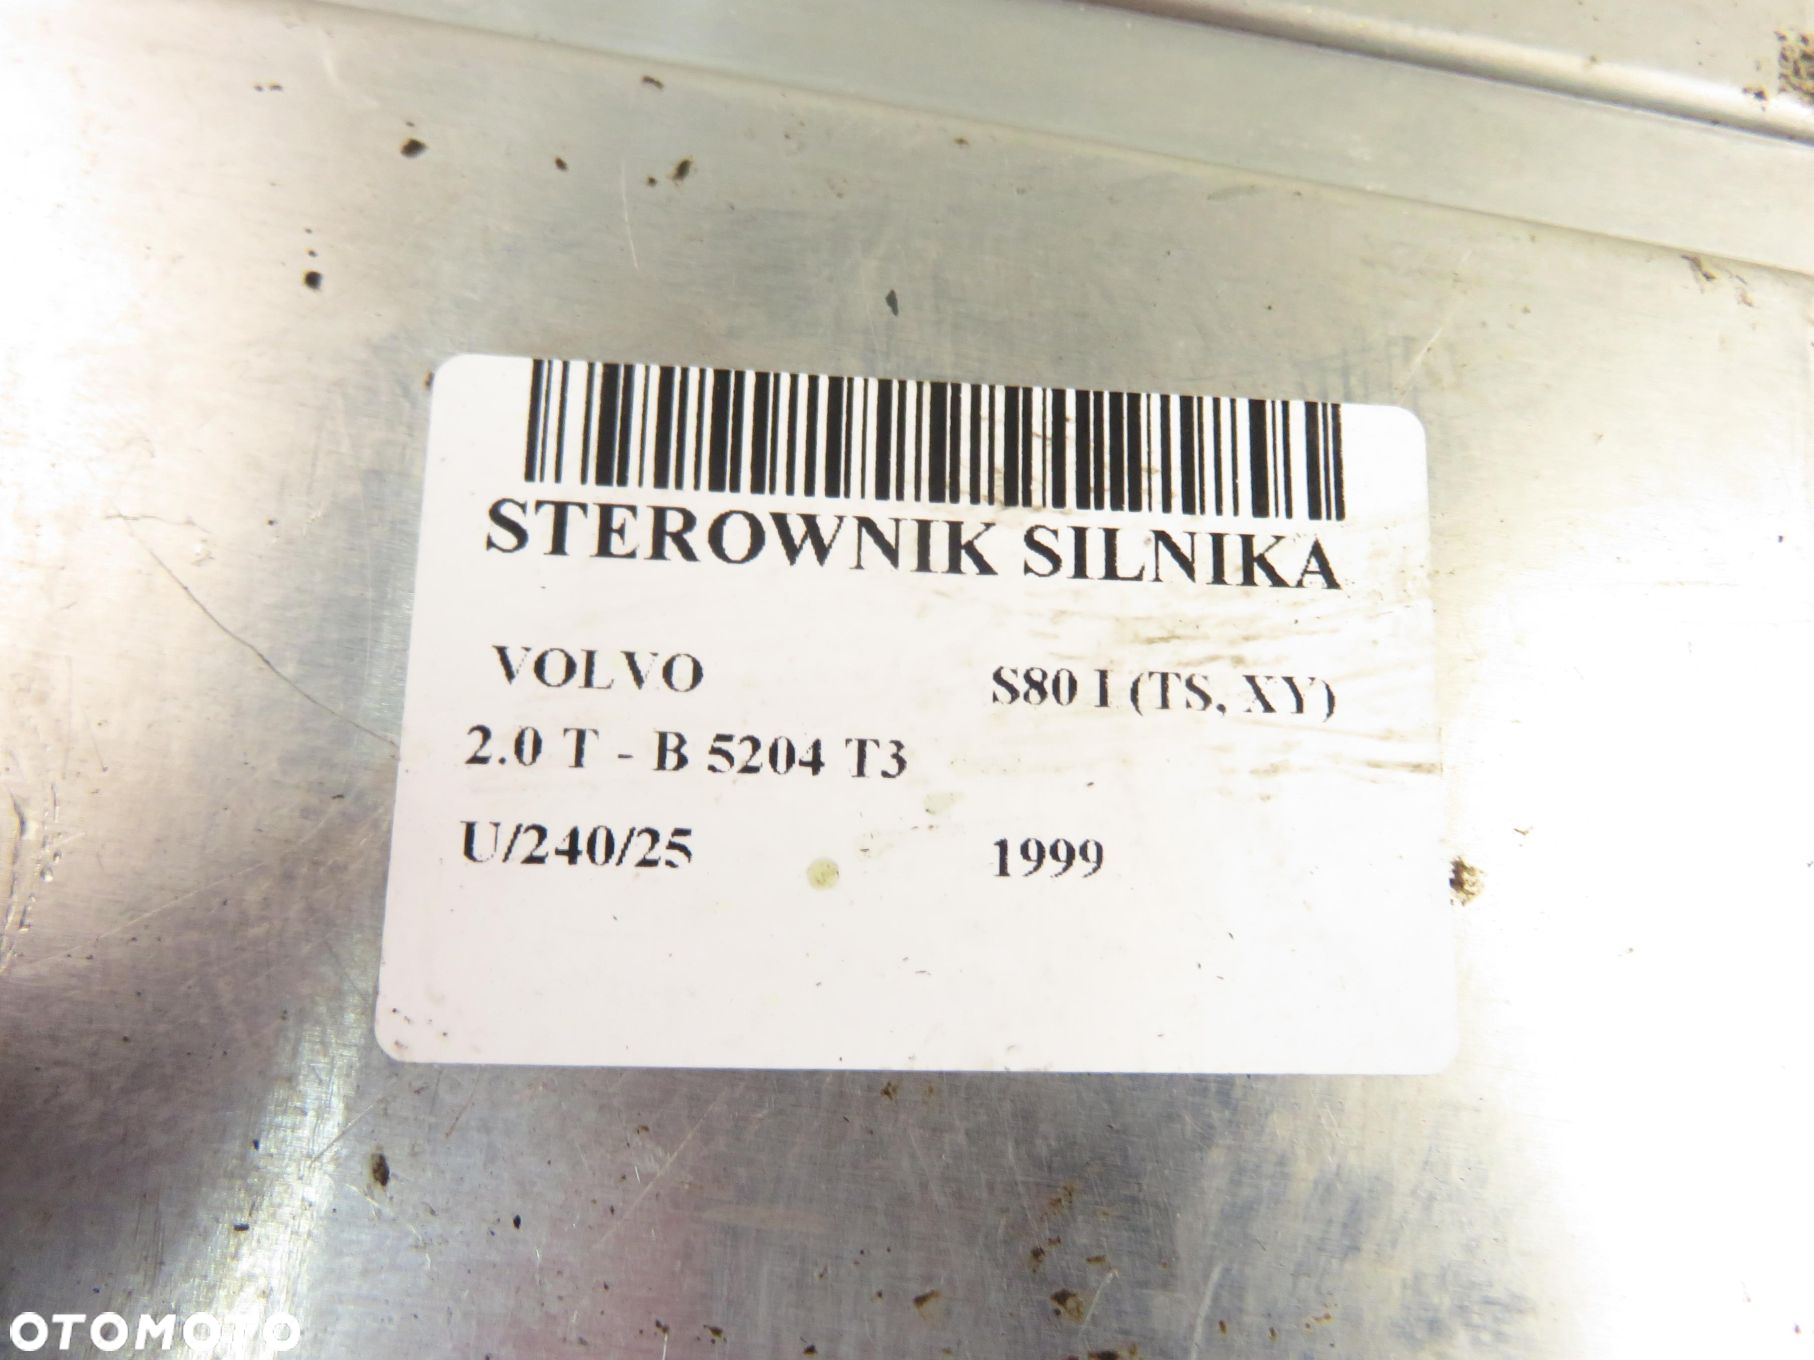 STEROWNIK SILNIKA
VOLVO S80 I (TS, XY)
2.0 T - B 5204 T3
U/240/25 1999
OTOMOTO